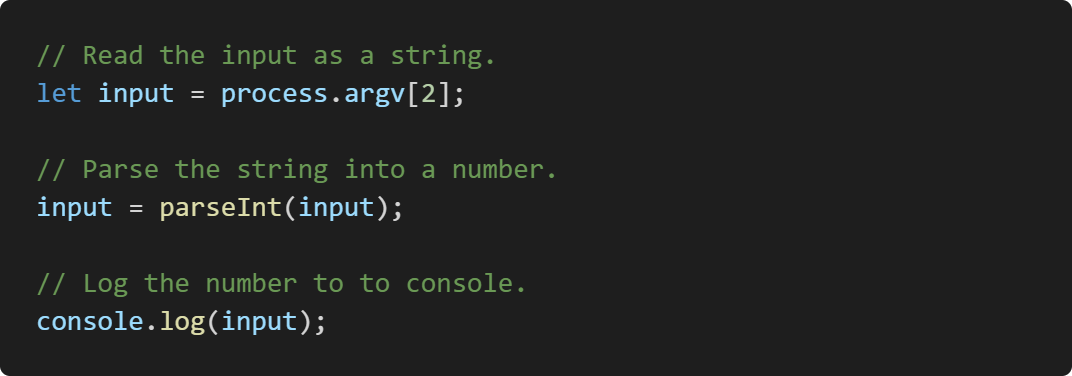 // Read the input as a string.
let input = process.argv[2];
// Parse the string into a number.
input = parseInt(input);
// Log the number to to console.
console.log(input);